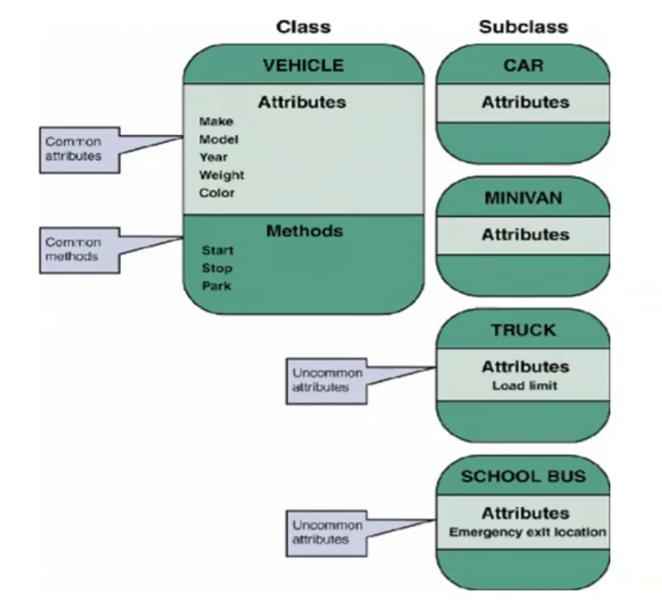 Class
VEHICLE
Attributes
Make
Model
Year
Weight
Color
Methods
Start
Stop
Park
Common
attributes
Common
methods
Subclass
CAR
Attributes
MINIVAN
Attributes
TRUCK
Attributes
Load limit
Uncommon
attributes
SCHOOL BUS
Attributes
Emergency exit location
Uncommon
attributes